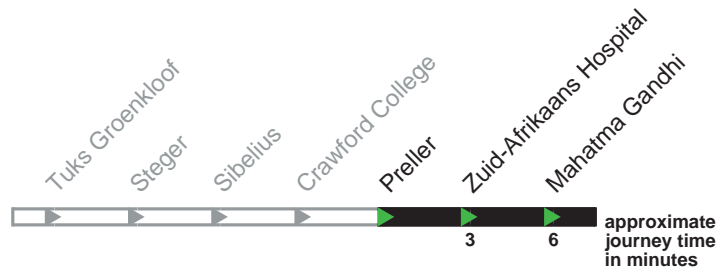 Tuks Groenkloof
Steger
Sibelius
Crawford College
Preller
Zuid-Afrikaans Hospital
Mahatma Gandhi
3
6
approximate
journey time
in minutes